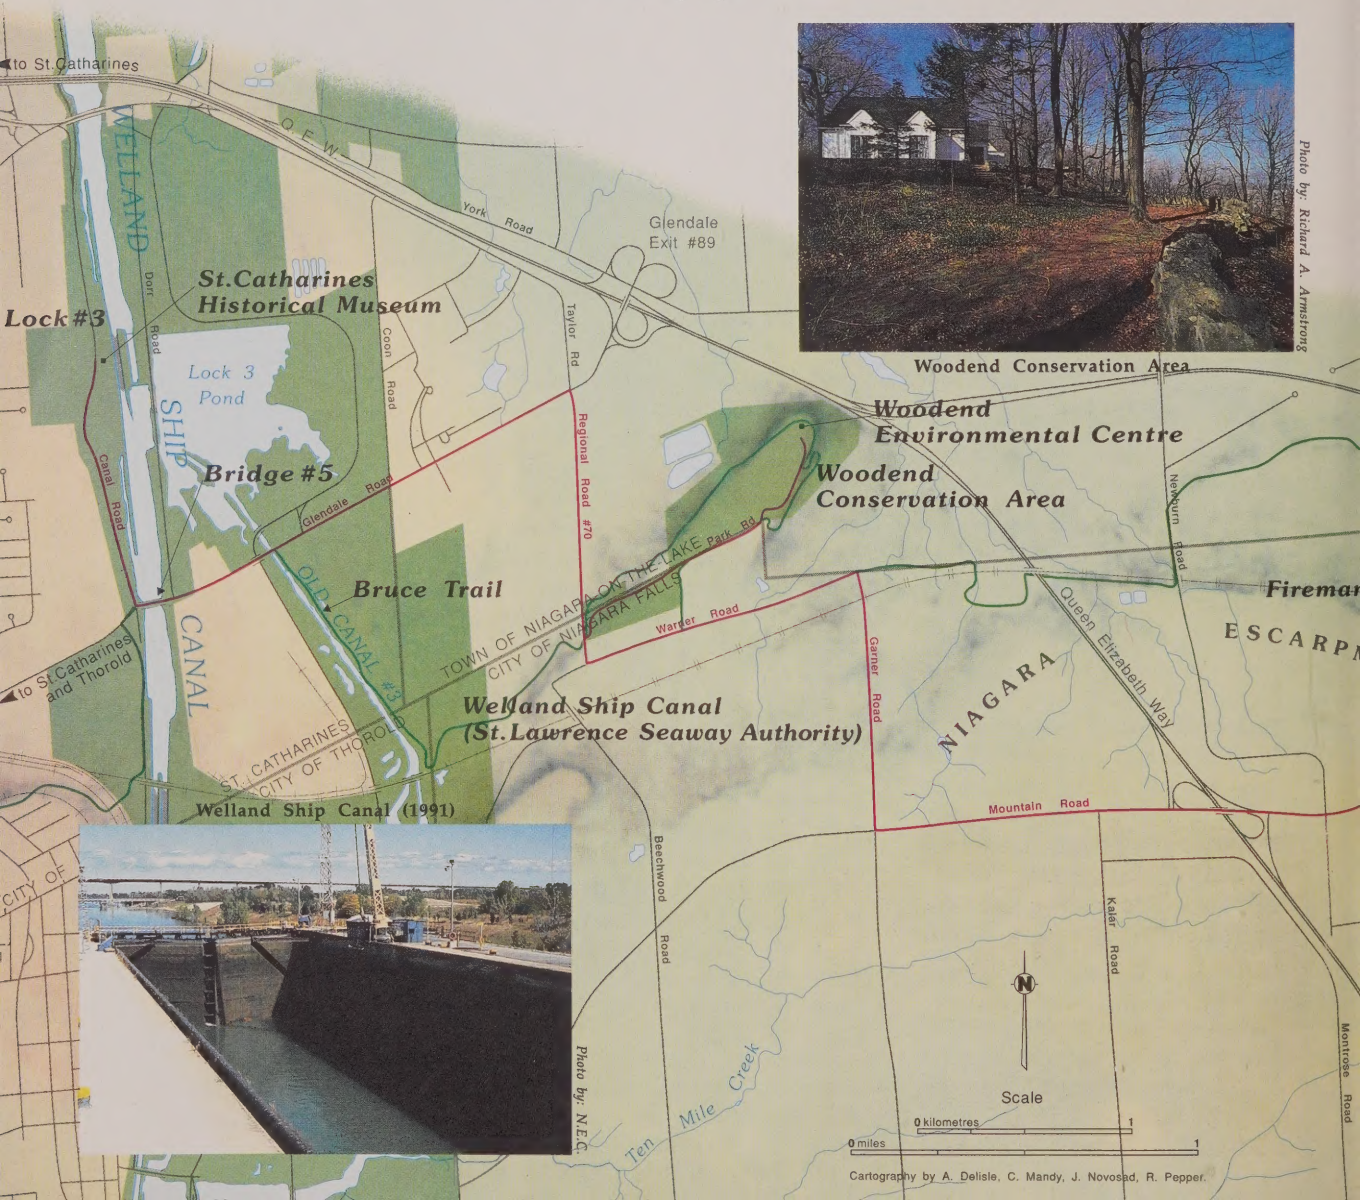 to St.Catharines
WELLAND
SHIP
CANAL
Q. E. W.
York Road
Glendale
Exit #89
Photo by: Richard A. Armstrong
Woodend Conservation Area
St.Catharines
Historical Museum
Lock #3
Dorr Road
Lock 3
Pond
Coon Road
Taylor Rd
Woodend
Environmental Centre
Woodend
Conservation Area
Bridge #5
Canal Road
Glendale Road
Regional Road #70
Park Rd
Newburn Road
TOWN OF NIAGARA-ON-THE-LAKE
CITY OF NIAGARA FALLS
Bruce Trail
OLD CANAL #3
Warner Road
Garner Road
Queen Elizabeth Way
Fireman
NIAGARA
ESCARPM
to St.Catharines
and Thorold
Welland Ship Canal
(St.Lawrence Seaway Authority)
ST. CATHARINES
CITY OF THOROLD
Welland Ship Canal (1991)
Mountain Road
CITY OF
Beechwood Road
Kalar Road
Montrose Road
Photo by: N.E.C.
Ten Mile Creek
N
Scale
0 kilometres 1
0 miles 1
Cartography by A. Delisle, C. Mandy, J. Novosad, R. Pepper.